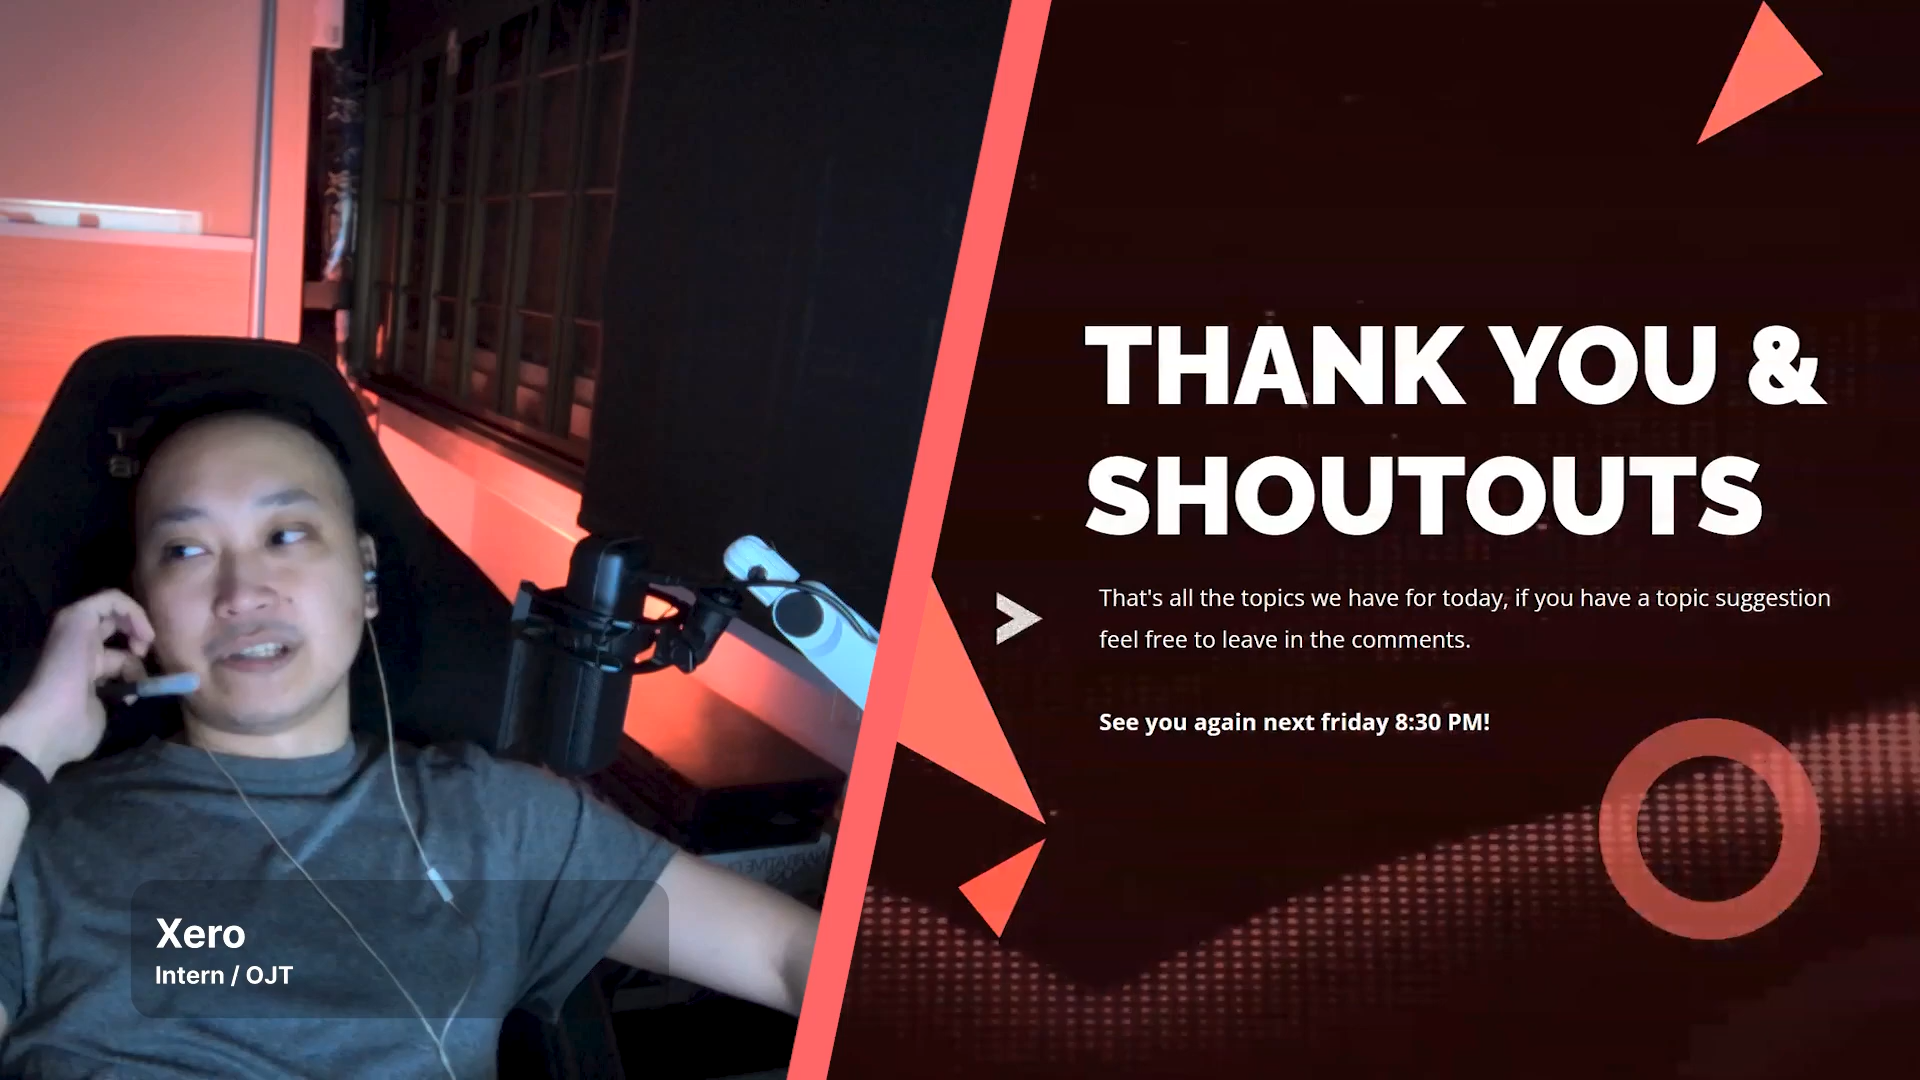 THANK YOU &
SHOUTOUTS
That's all the topics we have for today, if you have a topic suggestion
feel free to leave in the comments.
See you again next friday 8:30 PM!
Xero
Intern / OJT